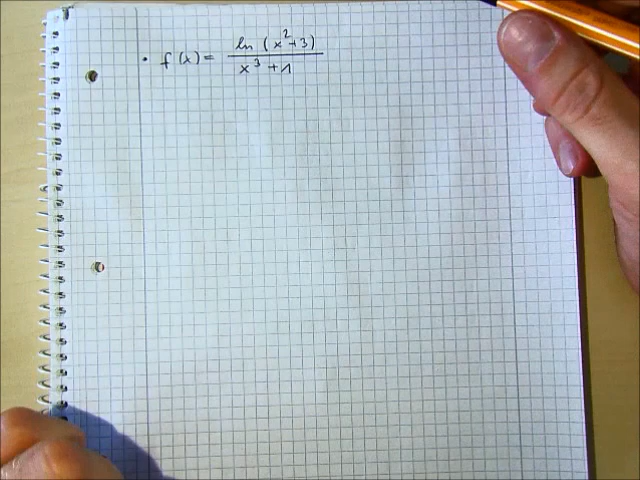 • f(x) = ln (x²+3) / x³ + 1